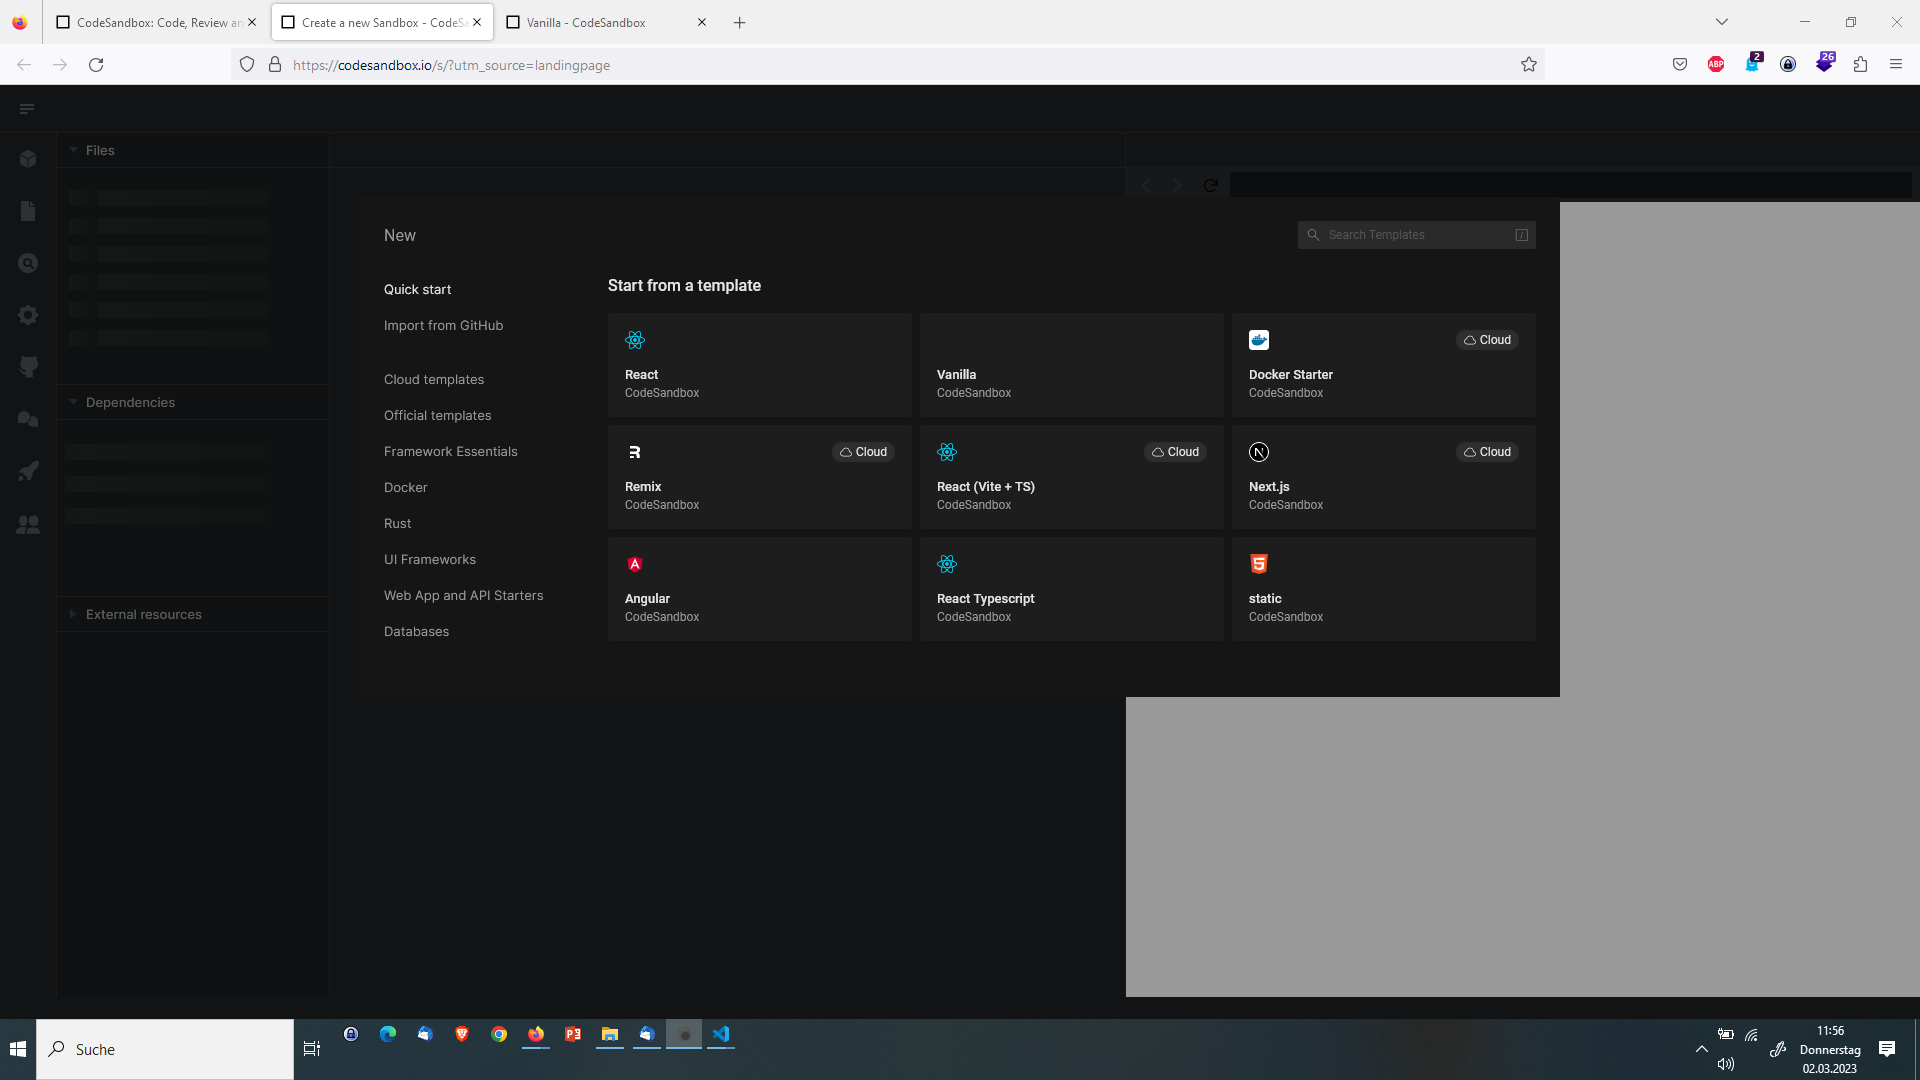 CodeSandbox: Code, Review an
Create a new Sandbox - CodeSa
Vanilla - CodeSandbox
https://codesandbox.io/s/?utm_source=landingpage
ABP
2
26
Files
Dependencies
External resources
New
Search Templates
/
Quick start
Import from GitHub
Cloud templates
Official templates
Framework Essentials
Docker
Rust
UI Frameworks
Web App and API Starters
Databases
Start from a template
React
CodeSandbox
Vanilla
CodeSandbox
Cloud
Docker Starter
CodeSandbox
Cloud
Remix
CodeSandbox
Cloud
React (Vite + TS)
CodeSandbox
Cloud
Next.js
CodeSandbox
Angular
CodeSandbox
React Typescript
CodeSandbox
static
CodeSandbox
Suche
11:56
Donnerstag
02.03.2023